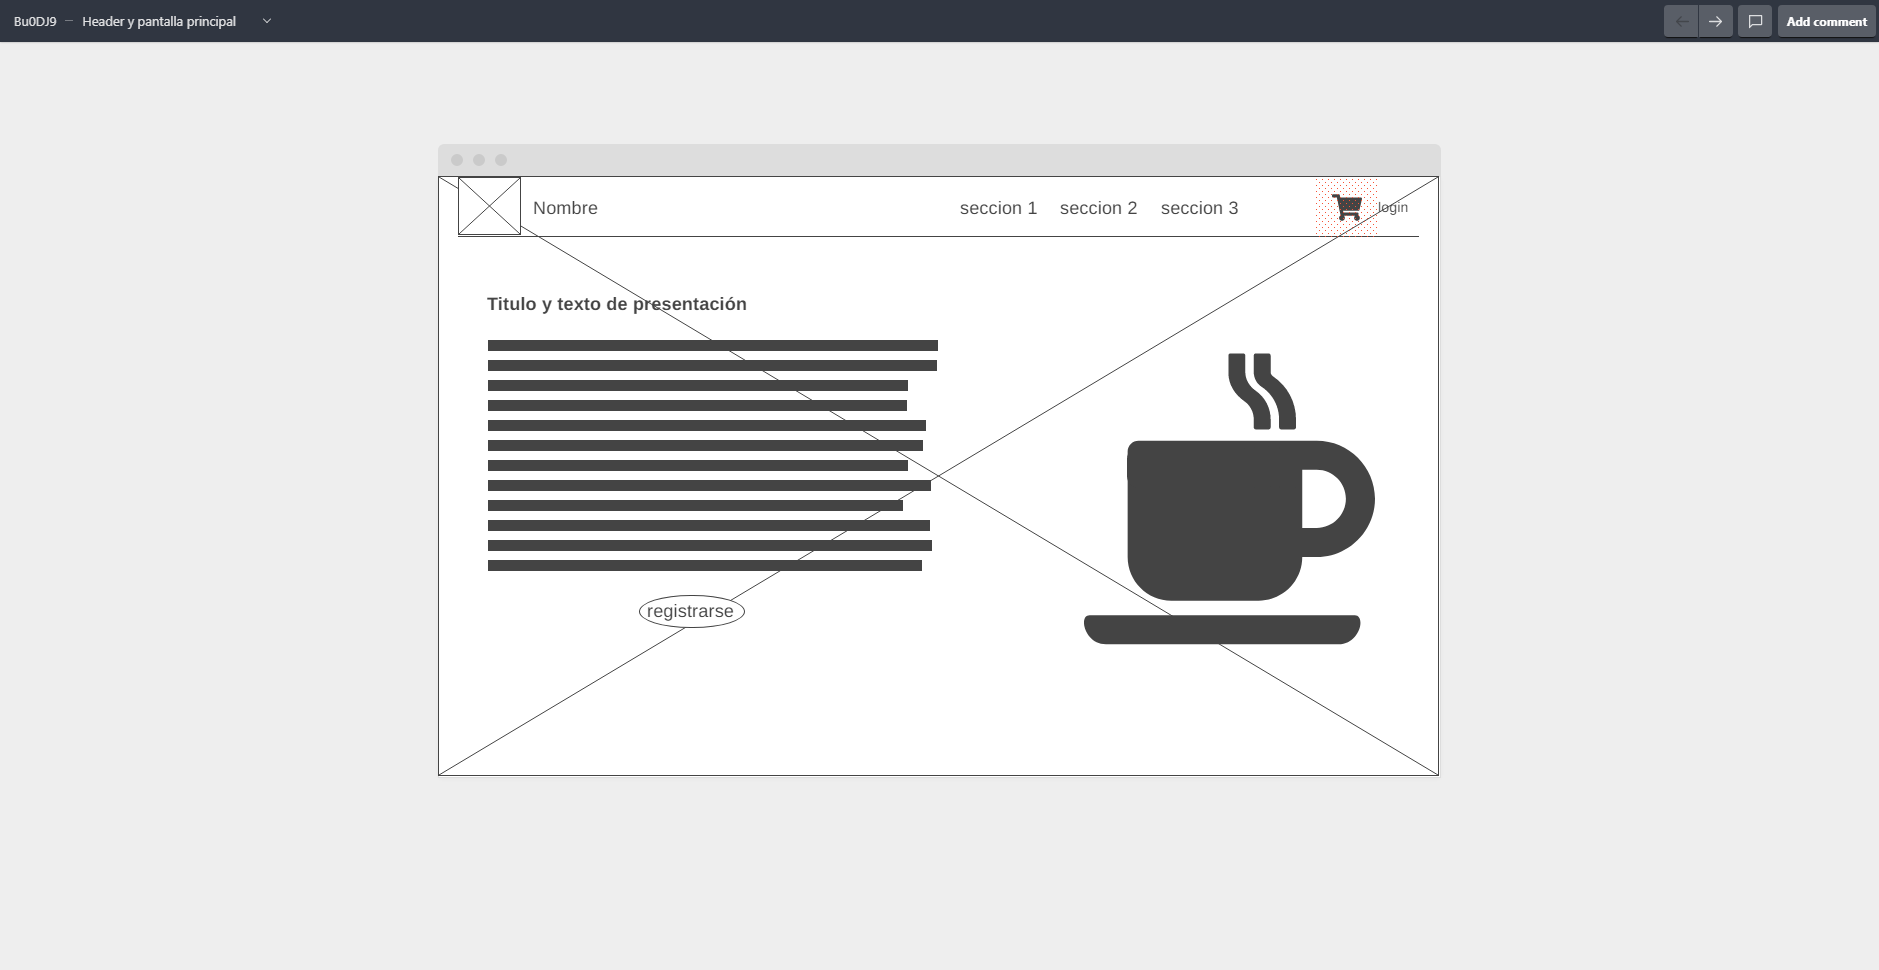 Bu0DJ9 — Header y pantalla principal Add comment
Nombre seccion 1 seccion 2 seccion 3 login
Titulo y texto de presentación
registrarse